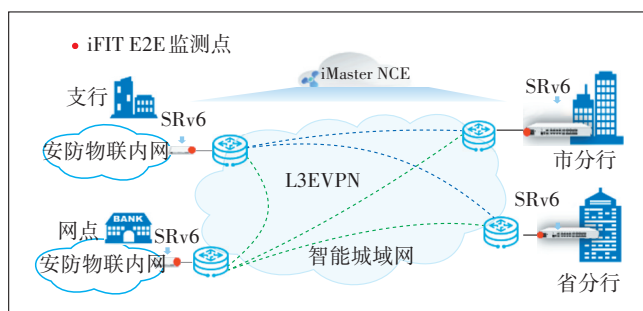 iFIT E2E 监测点
iMaster NCE
支行
SRv6
安防物联内网
SRv6
市分行
L3EVPN
网点
BANK
SRv6
安防物联内网
智能城域网
SRv6
省分行